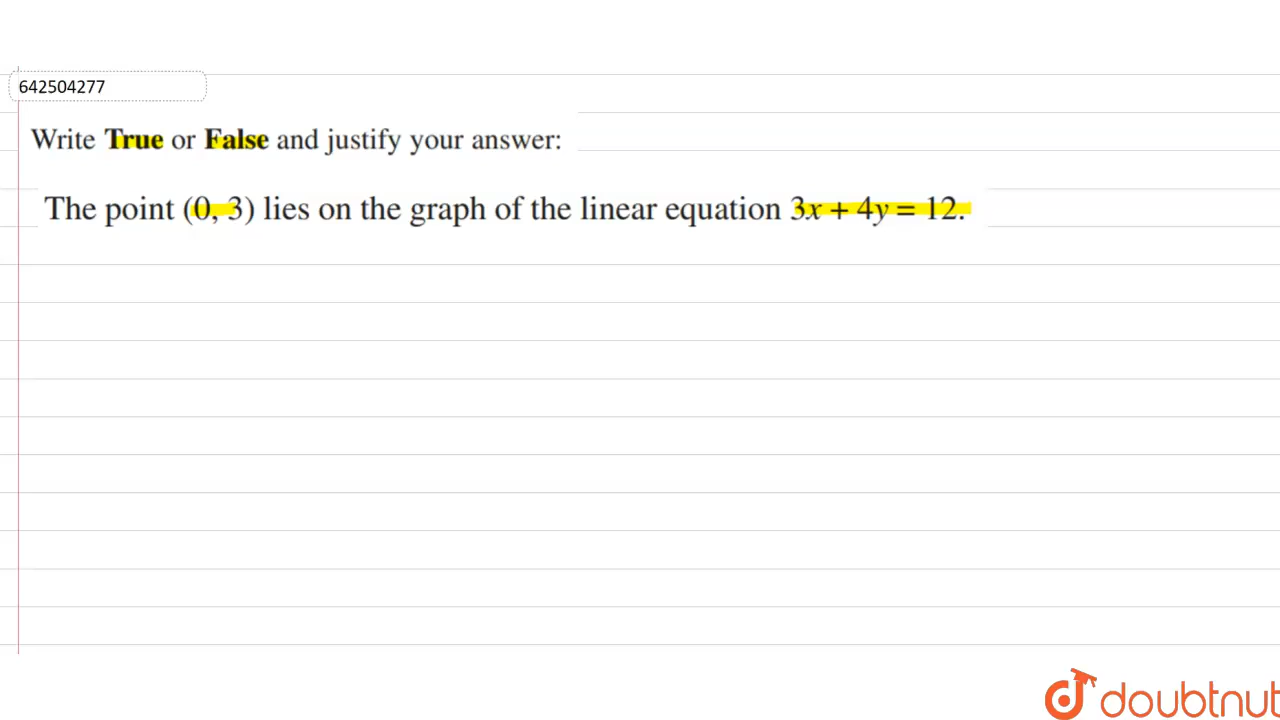 642504277
Write True or False and justify your answer:
The point (0, 3) lies on the graph of the linear equation 3x + 4y = 12.
doubtnut